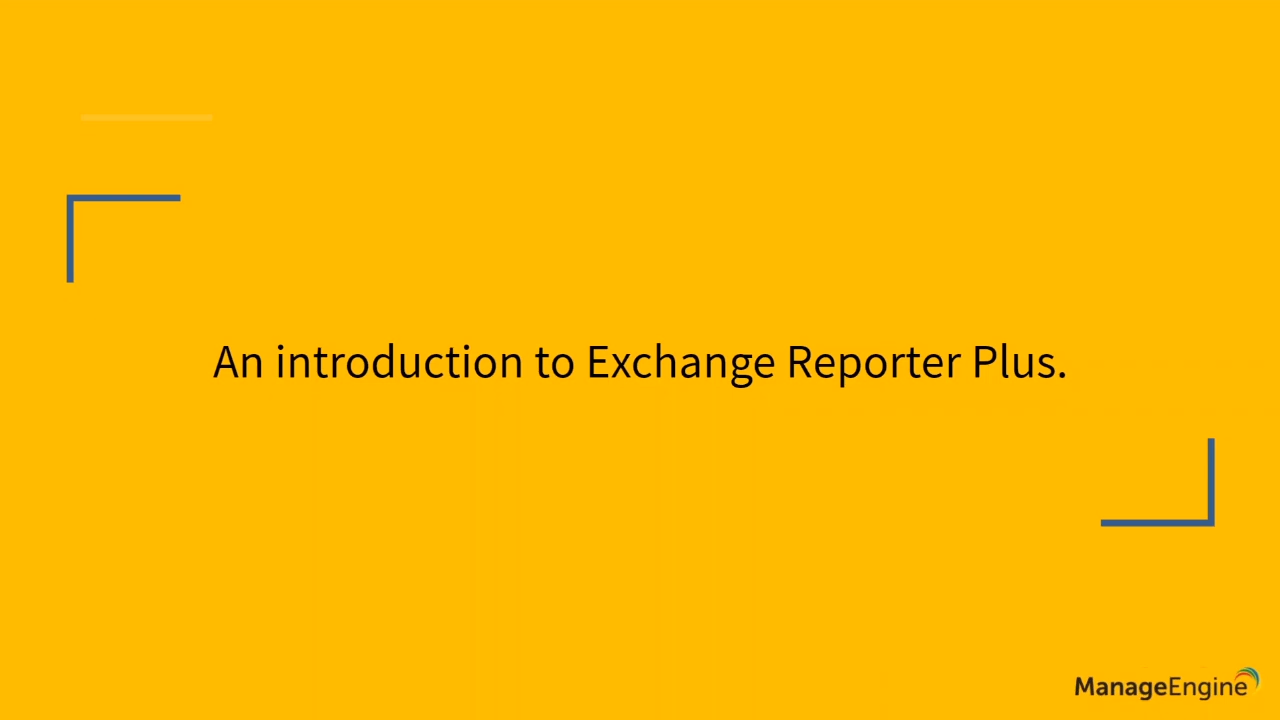 An introduction to Exchange Reporter Plus.
ManageEngine